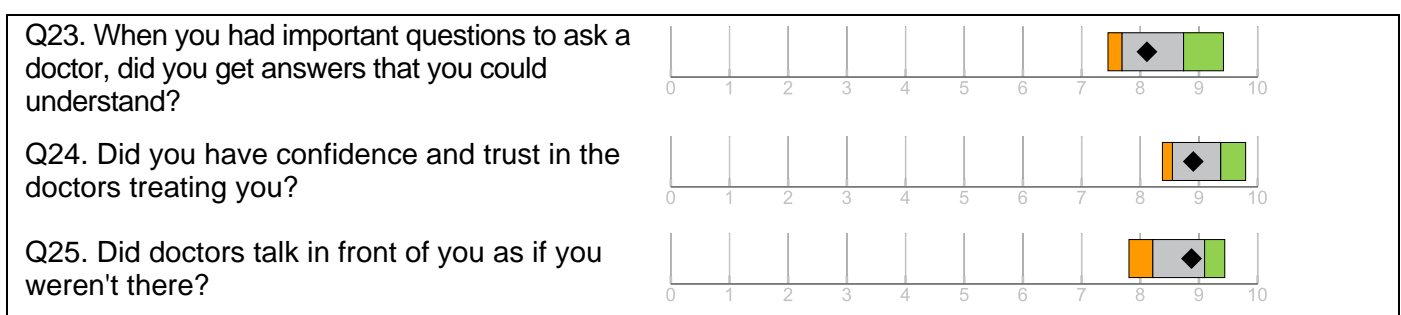 Q23. When you had important questions to ask a
doctor, did you get answers that you could
understand?
0 1 2 3 4 5 6 7 8 9 10
Q24. Did you have confidence and trust in the
doctors treating you?
0 1 2 3 4 5 6 7 8 9 10
Q25. Did doctors talk in front of you as if you
weren't there?
0 1 2 3 4 5 6 7 8 9 10